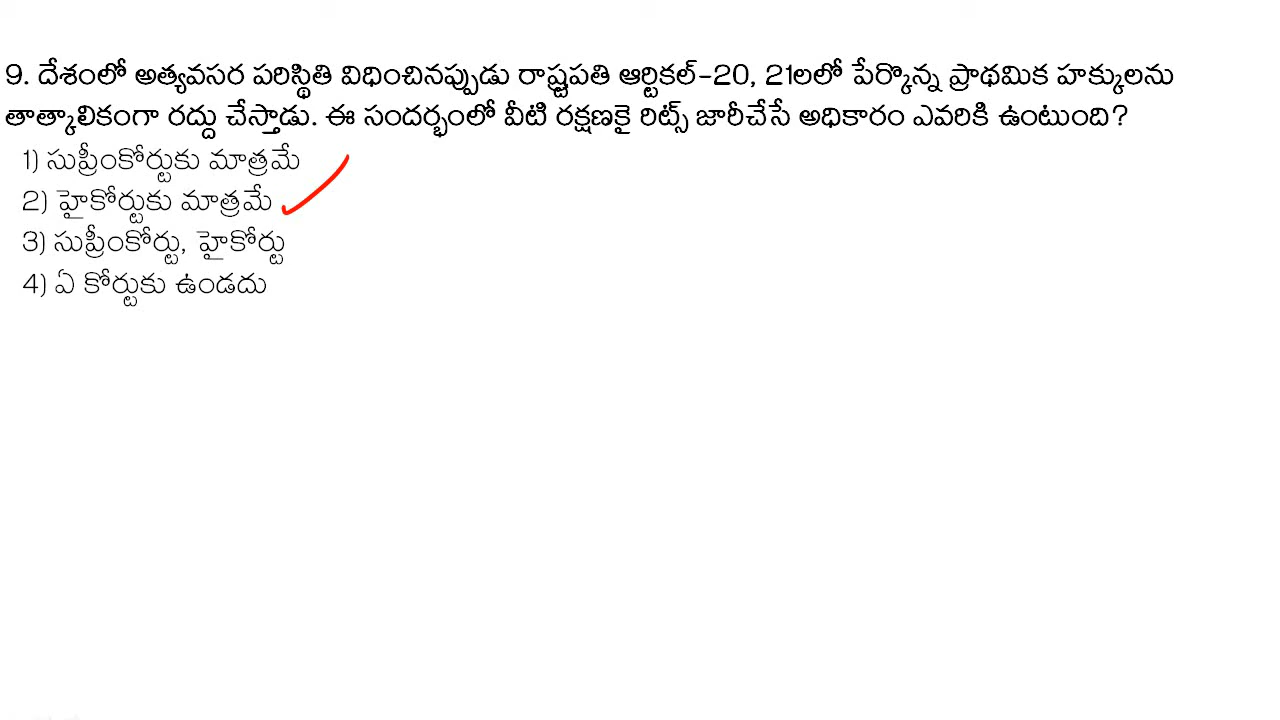 9. దేశంలో అత్యవసర పరిస్థితి విధించినప్పుడు రాష్ట్రపతి ఆర్టికల్-20, 21లలో పేర్కొన్న ప్రాథమిక హక్కులను
తాత్కాలికంగా రద్దు చేస్తాడు. ఈ సందర్భంలో వీటి రక్షణకై రిట్స్ జారీచేసే అధికారం ఎవరికి ఉంటుంది?
1) సుప్రీంకోర్టుకు మాత్రమే
2) హైకోర్టుకు మాత్రమే
3) సుప్రీంకోర్టు, హైకోర్టు
4) ఏ కోర్టుకు ఉండదు